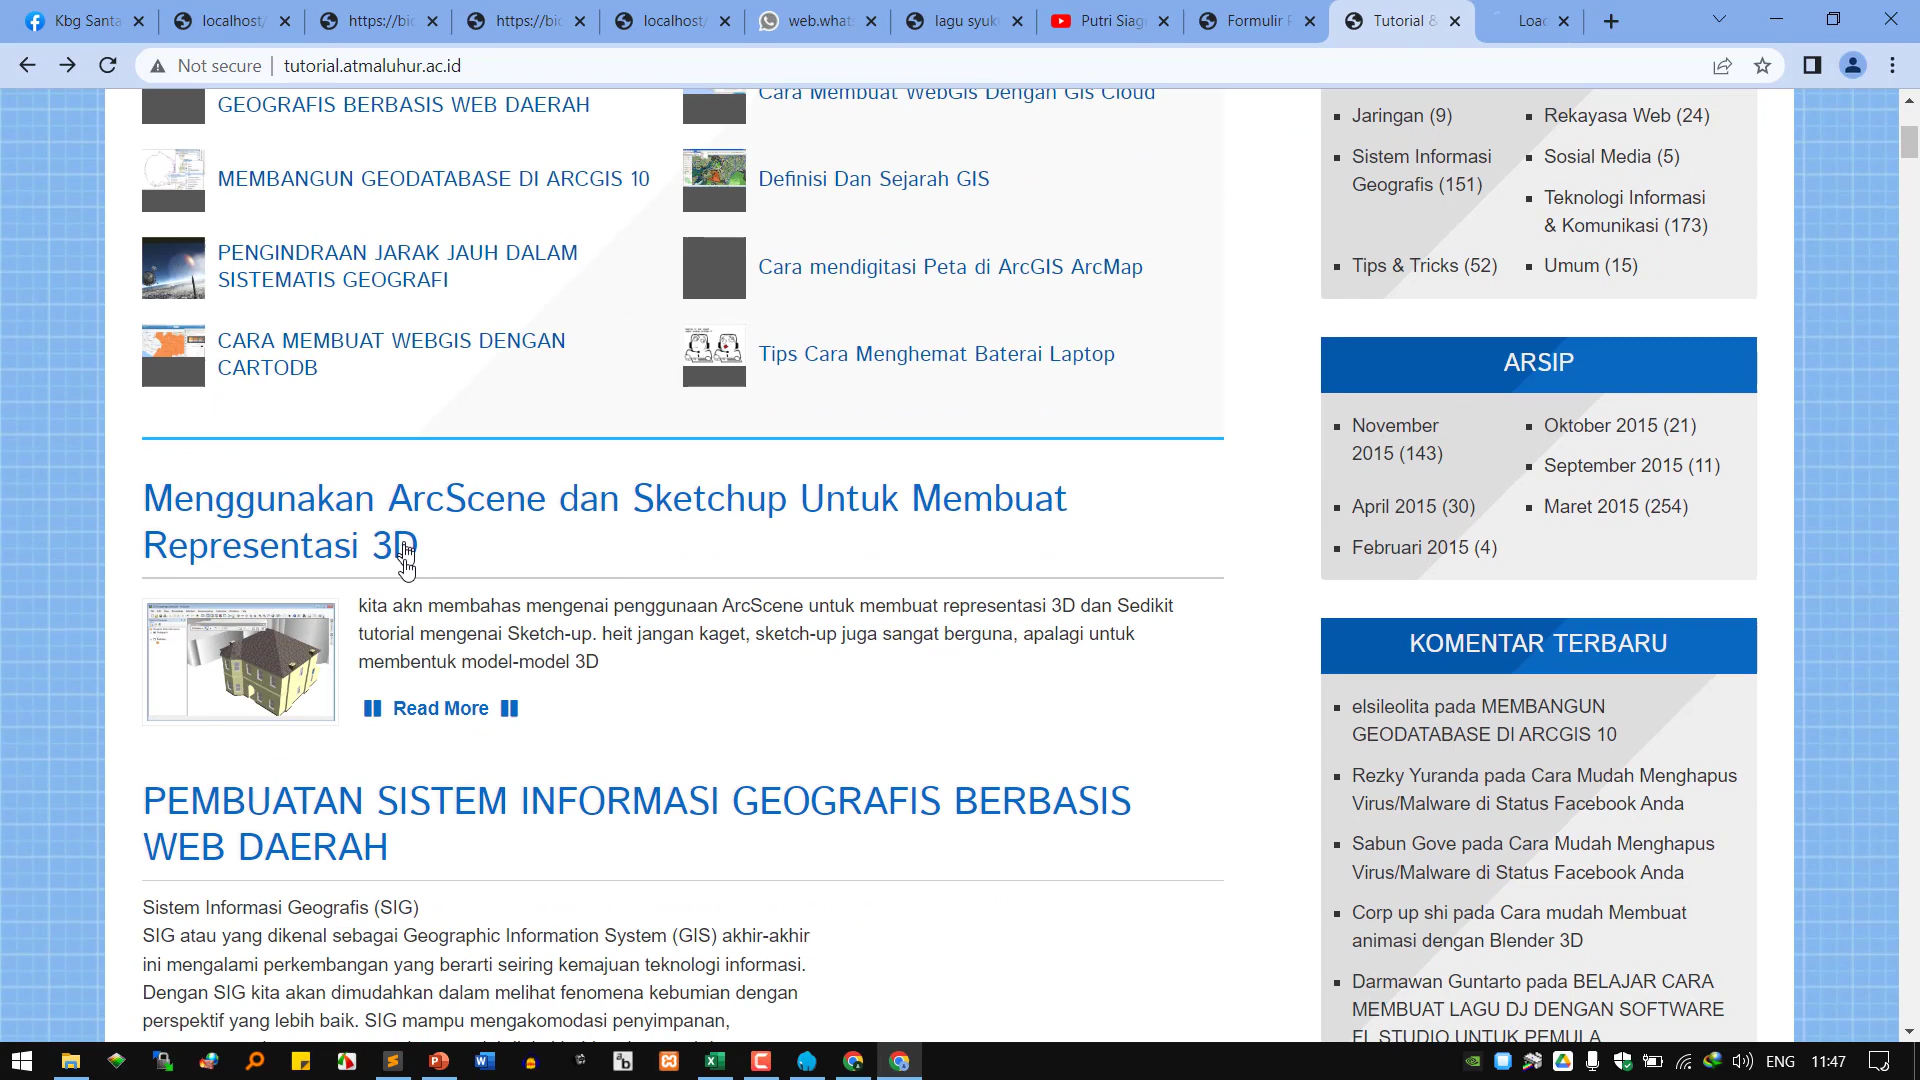 Kbg Santa
localhost/
https://bio
https://bio
localhost/
web.whats
lagu syuku
Putri Siag
Formulir P
Tutorial &
Load
Not secure
tutorial.atmaluhur.ac.id
GEOGRAFIS BERBASIS WEB DAERAH
Cara Membuat WebGis Dengan Gis Cloud
MEMBANGUN GEODATABASE DI ARCGIS 10
Definisi Dan Sejarah GIS
PENGINDRAAN JARAK JAUH DALAM
SISTEMATIS GEOGRAFI
Cara mendigitasi Peta di ArcGIS ArcMap
CARA MEMBUAT WEBGIS DENGAN
CARTODB
Tips Cara Menghemat Baterai Laptop
Menggunakan ArcScene dan Sketchup Untuk Membuat
Representasi 3D
kita akn membahas mengenai penggunaan ArcScene untuk membuat representasi 3D dan Sedikit
tutorial mengenai Sketch-up. heit jangan kaget, sketch-up juga sangat berguna, apalagi untuk
membentuk model-model 3D
Read More
PEMBUATAN SISTEM INFORMASI GEOGRAFIS BERBASIS
WEB DAERAH
Sistem Informasi Geografis (SIG)
SIG atau yang dikenal sebagai Geographic Information System (GIS) akhir-akhir
ini mengalami perkembangan yang berarti seiring kemajuan teknologi informasi.
Dengan SIG kita akan dimudahkan dalam melihat fenomena kebumian dengan
perspektif yang lebih baik. SIG mampu mengakomodasi penyimpanan,
Jaringan (9)
Rekayasa Web (24)
Sistem Informasi
Geografis (151)
Sosial Media (5)
Teknologi Informasi
& Komunikasi (173)
Tips & Tricks (52)
Umum (15)
ARSIP
November
2015 (143)
Oktober 2015 (21)
September 2015 (11)
April 2015 (30)
Maret 2015 (254)
Februari 2015 (4)
KOMENTAR TERBARU
elsileolita pada MEMBANGUN
GEODATABASE DI ARCGIS 10
Rezky Yuranda pada Cara Mudah Menghapus
Virus/Malware di Status Facebook Anda
Sabun Gove pada Cara Mudah Menghapus
Virus/Malware di Status Facebook Anda
Corp up shi pada Cara mudah Membuat
animasi dengan Blender 3D
Darmawan Guntarto pada BELAJAR CARA
MEMBUAT LAGU DJ DENGAN SOFTWARE
FL STUDIO UNTUK PEMULA
ENG
11:47